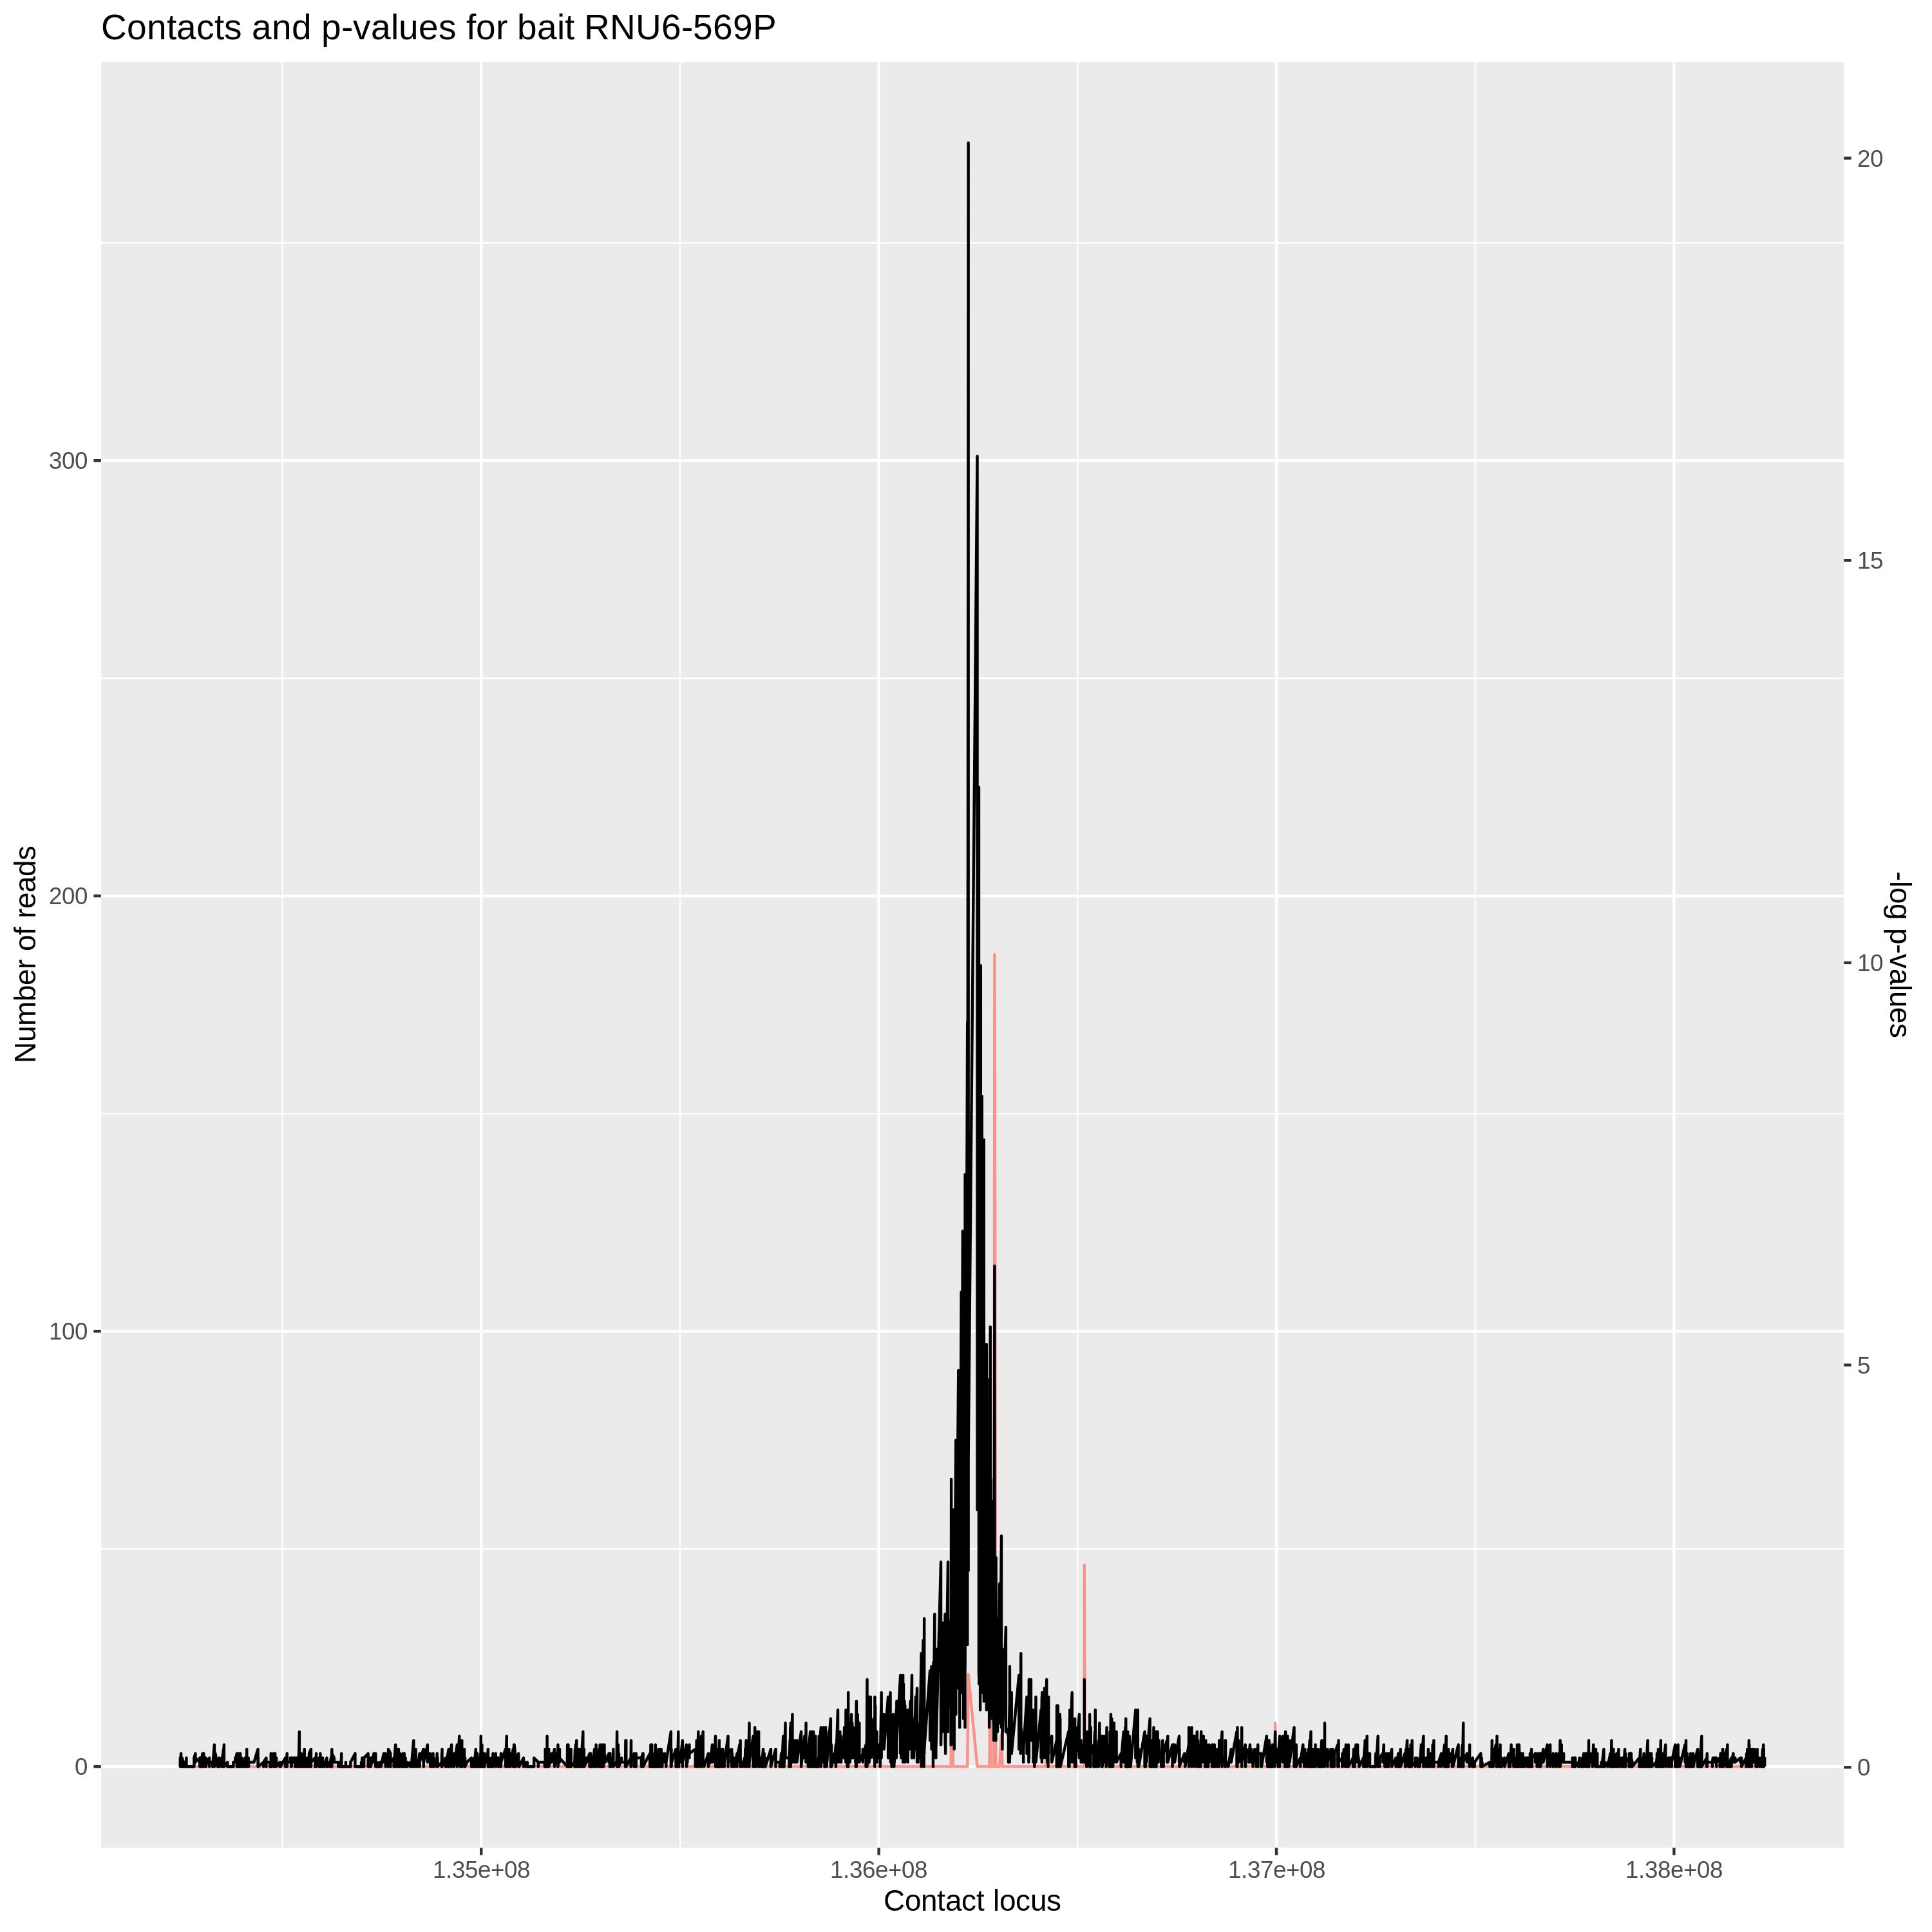 Contacts and p-values for bait RNU6-569P
Number of reads
300
200
100
0
20
15
10
5
0
-log p-values
1.35e+08
1.36e+08
1.37e+08
1.38e+08
Contact locus